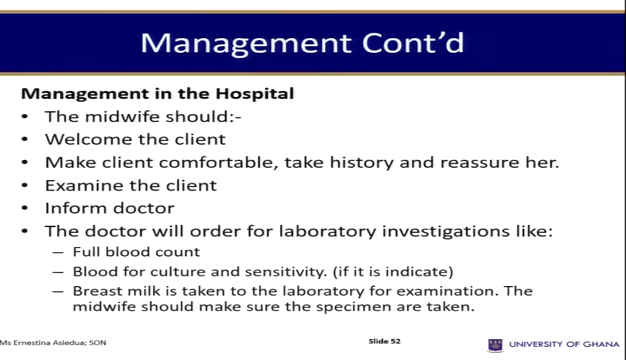 Management Cont’d
Management in the Hospital
• The midwife should:-
• Welcome the client
• Make client comfortable, take history and reassure her.
• Examine the client
• Inform doctor
• The doctor will order for laboratory investigations like:
– Full blood count
– Blood for culture and sensitivity. (if it is indicate)
– Breast milk is taken to the laboratory for examination. The
midwife should make sure the specimen are taken.
Ms Ernestina Asiedua; SON
Slide 52
UNIVERSITY OF GHANA